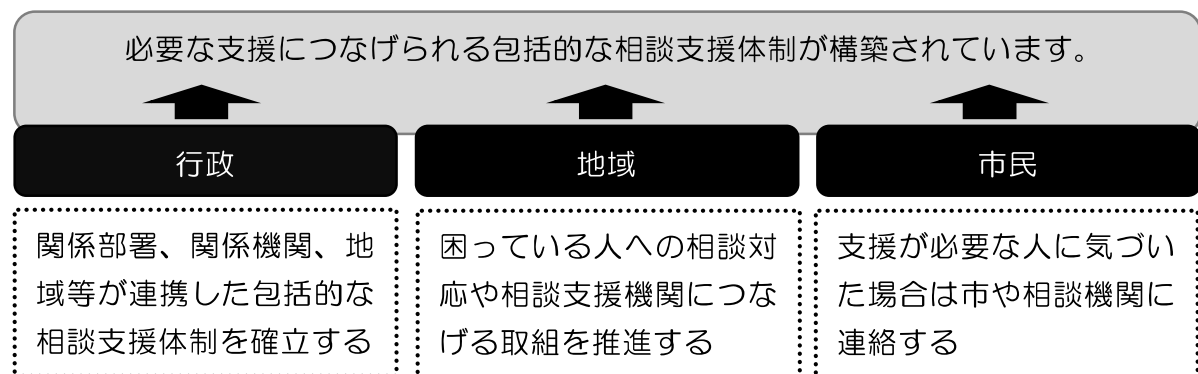 必要な支援につなげられる包括的な相談支援体制が構築されています。
行政
関係部署、関係機関、地
域等が連携した包括的な
相談支援体制を確立する
地域
困っている人への相談対
応や相談支援機関につな
げる取組を推進する
市民
支援が必要な人に気づい
た場合は市や相談機関に
連絡する